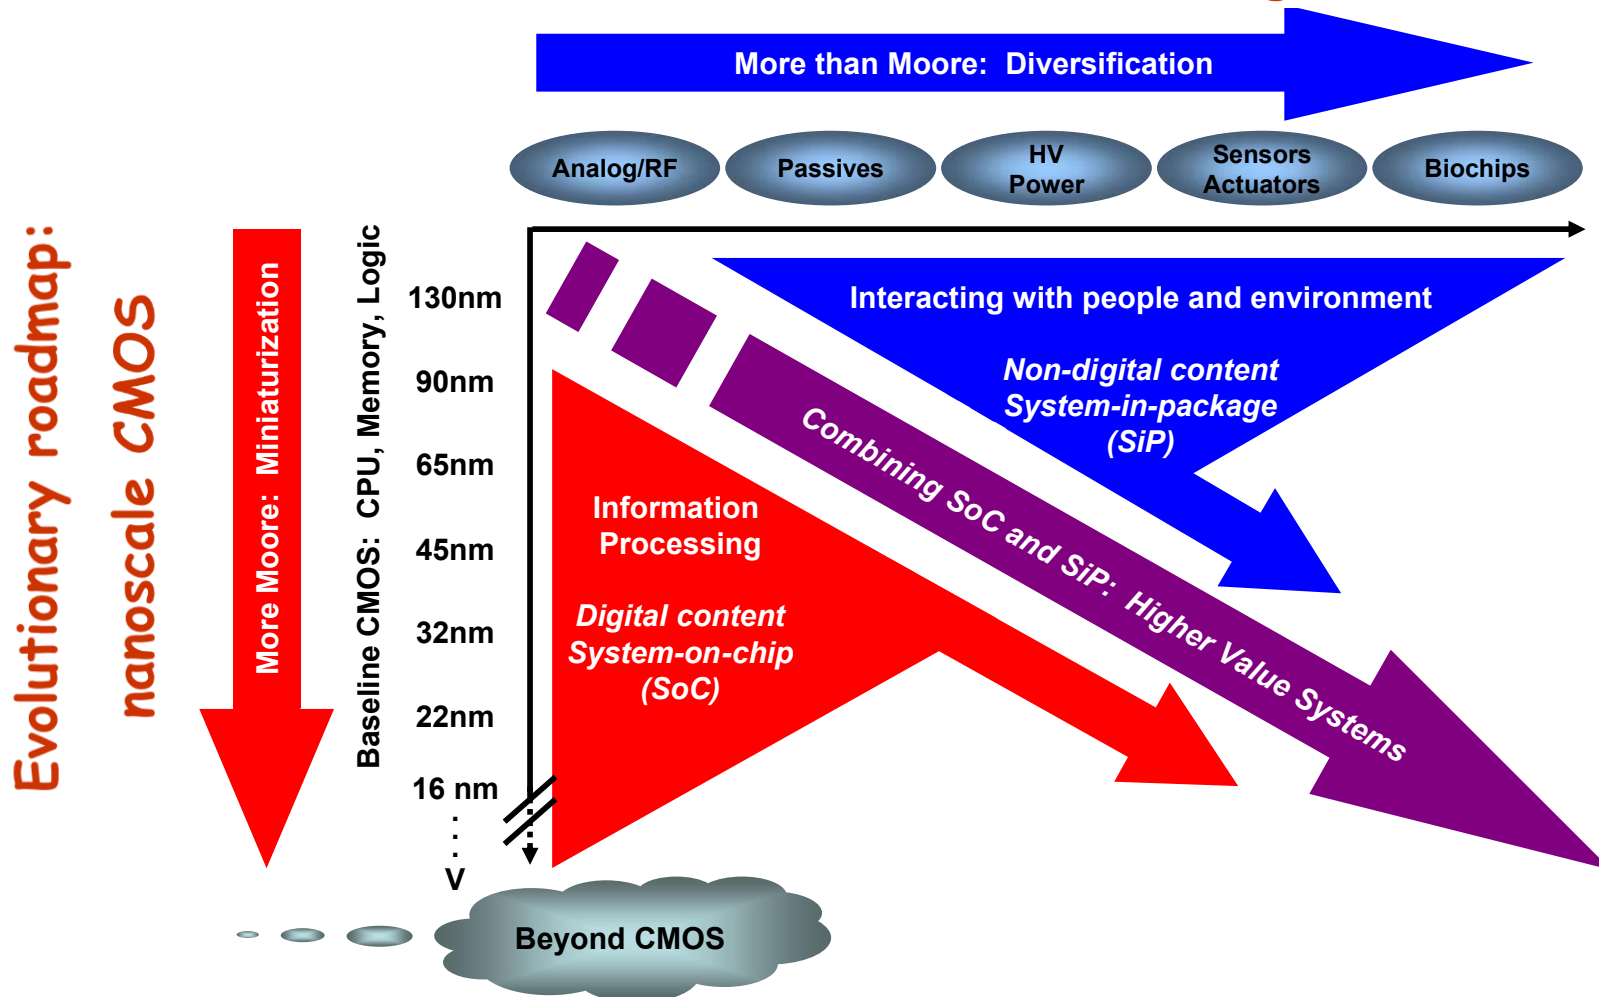 More than Moore: Diversification
Analog/RF
Passives
HV
Power
Sensors
Actuators
Biochips
Evolutionary roadmap:
nanoscale CMOS
More Moore: Miniaturization
Baseline CMOS: CPU, Memory, Logic
130nm
90nm
65nm
45nm
32nm
22nm
16 nm
V
Interacting with people and environment
Non-digital content
System-in-package
(SiP)
Combining SoC and SiP: Higher Value Systems
Information
Processing
Digital content
System-on-chip
(SoC)
Beyond CMOS